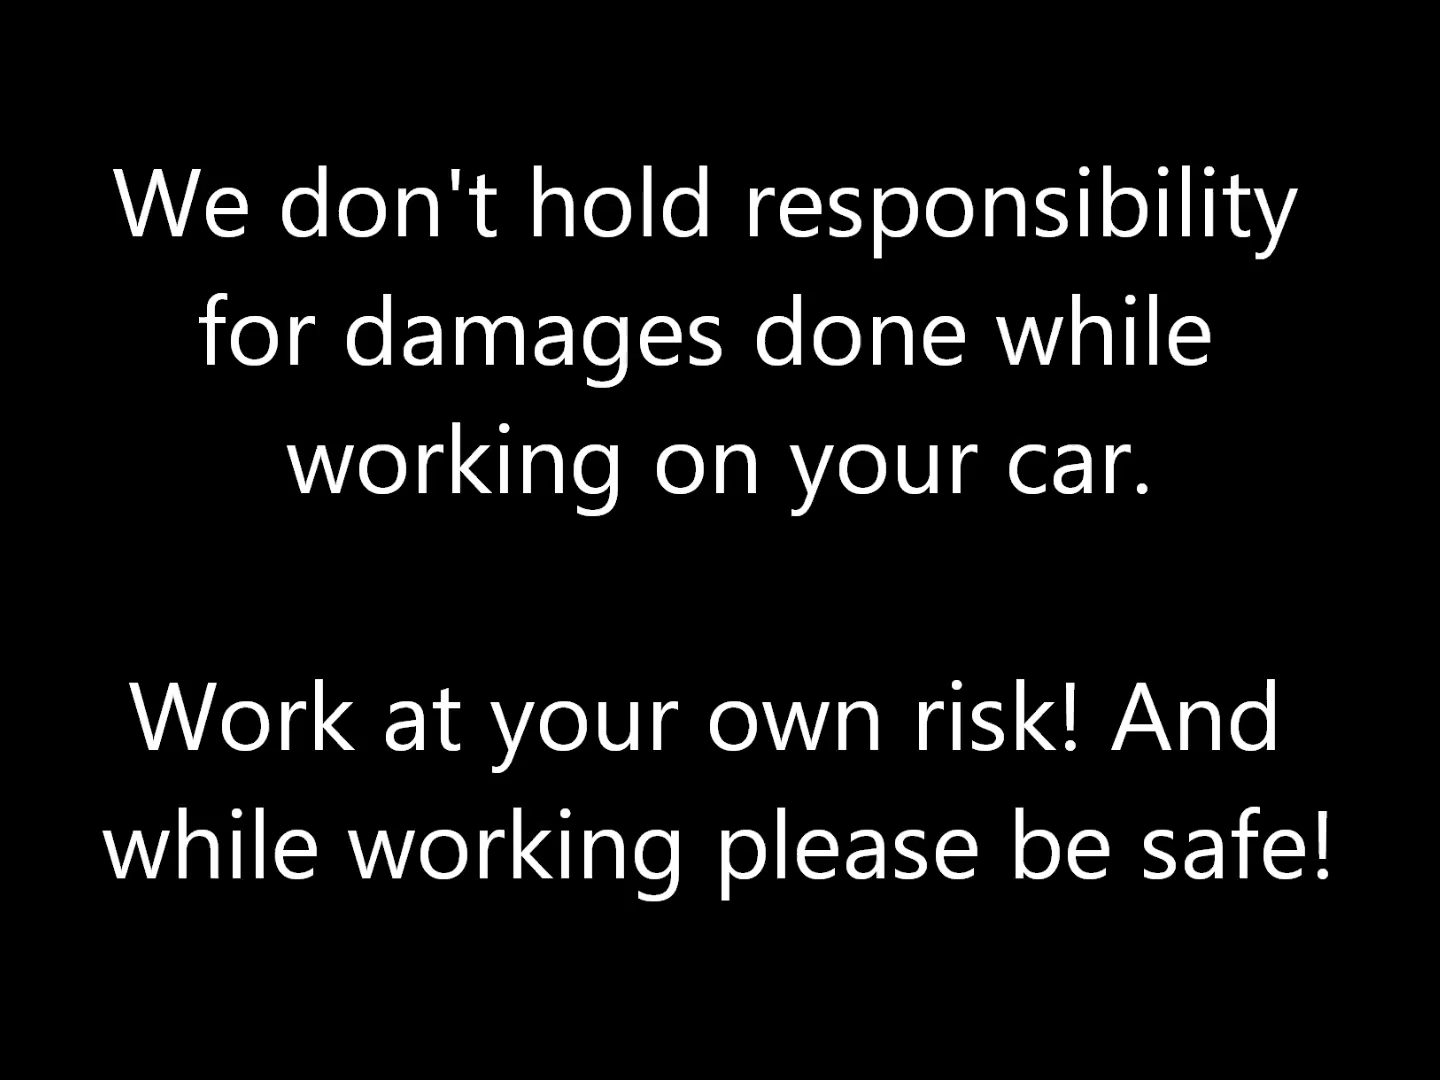 We don't hold responsibility
for damages done while
working on your car.
Work at your own risk! And
while working please be safe!